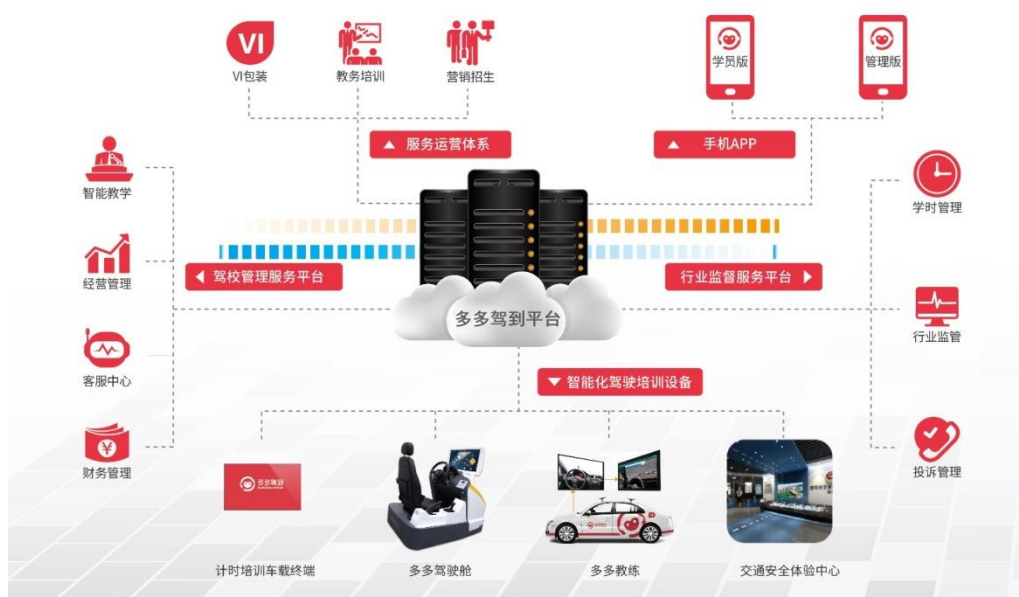 VI
VI包装
教务培训
营销招生
学员版
管理版
服务运营体系
手机APP
智能教学
学时管理
经营管理
驾校管理服务平台
行业监督服务平台
多多驾到平台
行业监管
客服中心
智能化驾驶培训设备
财务管理
投诉管理
多多驾到
计时培训车载终端
多多驾驶舱
多多教练
交通安全体验中心